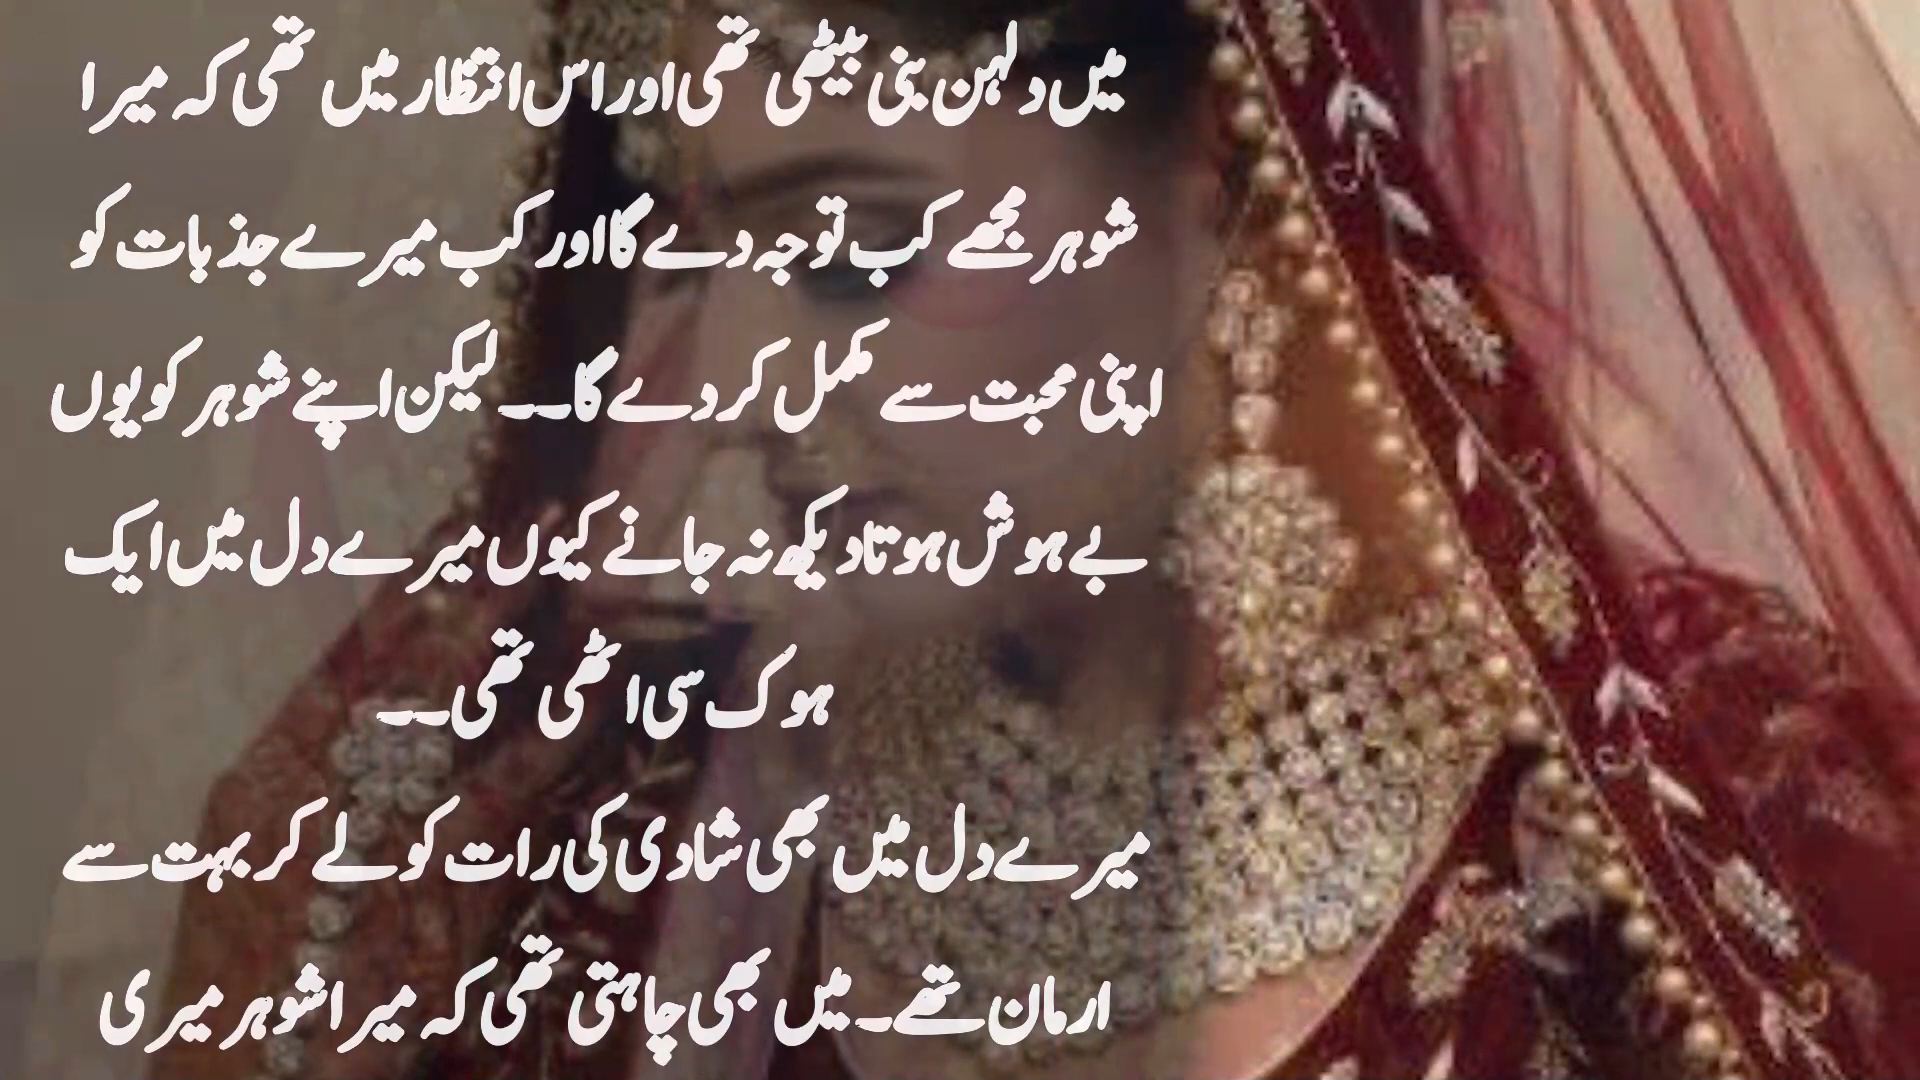 میں دلہن بنی بیٹھی تھی اور اس انتظار میں تھی کہ میرا
شوہر مجھے کب توجہ دے گا اور کب میرے جذبات کو
اپنی محبت سے مکمل کر دے گا۔۔ لیکن اپنے شوہر کو یوں
بے ہوش ہوتا دیکھ نہ جانے کیوں میرے دل میں ایک
ہوک سی اٹھی تھی۔۔
میرے دل میں بھی شادی کی رات کو لے کر بہت سے
ارمان تھے۔ میں بھی چاہتی تھی کہ میرا شوہر میری